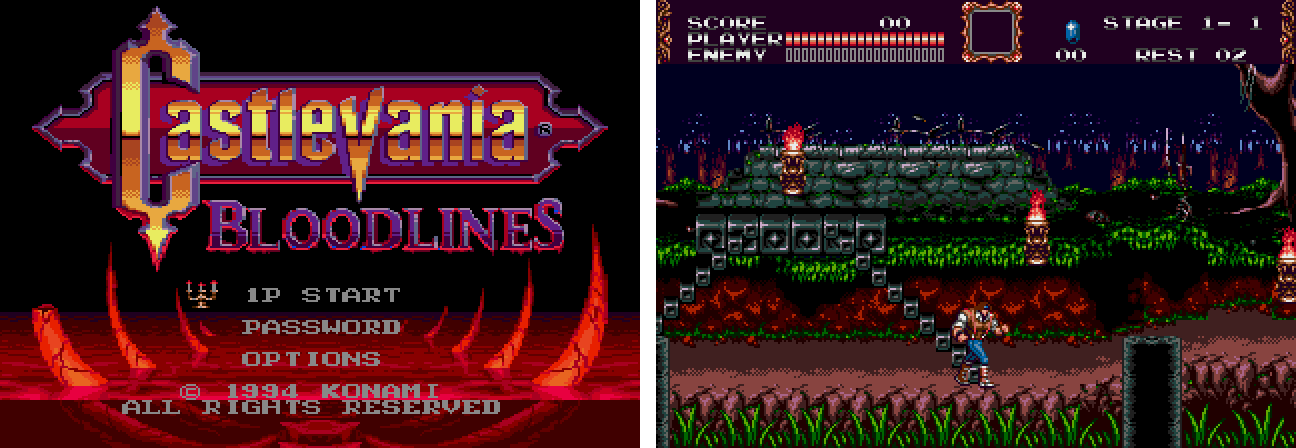 Castlevania ®
BLOODLINES
1P START
PASSWORD
OPTIONS
© 1994 KONAMI
ALL RIGHTS RESERVED
SCORE 00 STAGE 1- 1
PLAYER
ENEMY 00 REST 02